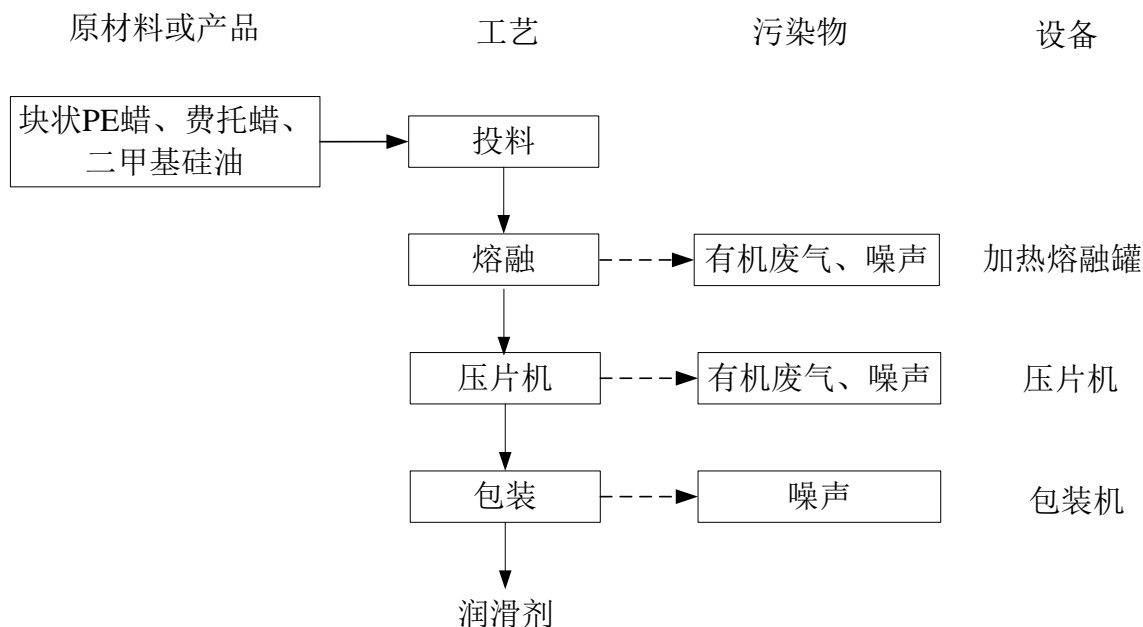 原材料或产品 工艺 污染物 设备
块状PE蜡、费托蜡、
二甲基硅油
投料
熔融 有机废气、噪声 加热熔融罐
压片机 有机废气、噪声 压片机
包装 噪声 包装机
润滑剂